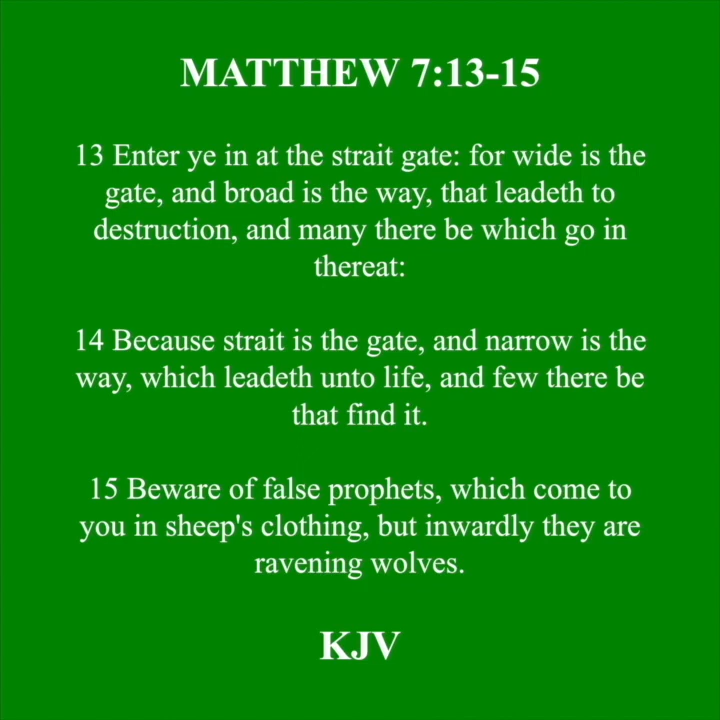 MATTHEW 7:13-15
13 Enter ye in at the strait gate: for wide is the
gate, and broad is the way, that leadeth to
destruction, and many there be which go in
thereat:
14 Because strait is the gate, and narrow is the
way, which leadeth unto life, and few there be
that find it.
15 Beware of false prophets, which come to
you in sheep's clothing, but inwardly they are
ravening wolves.
KJV